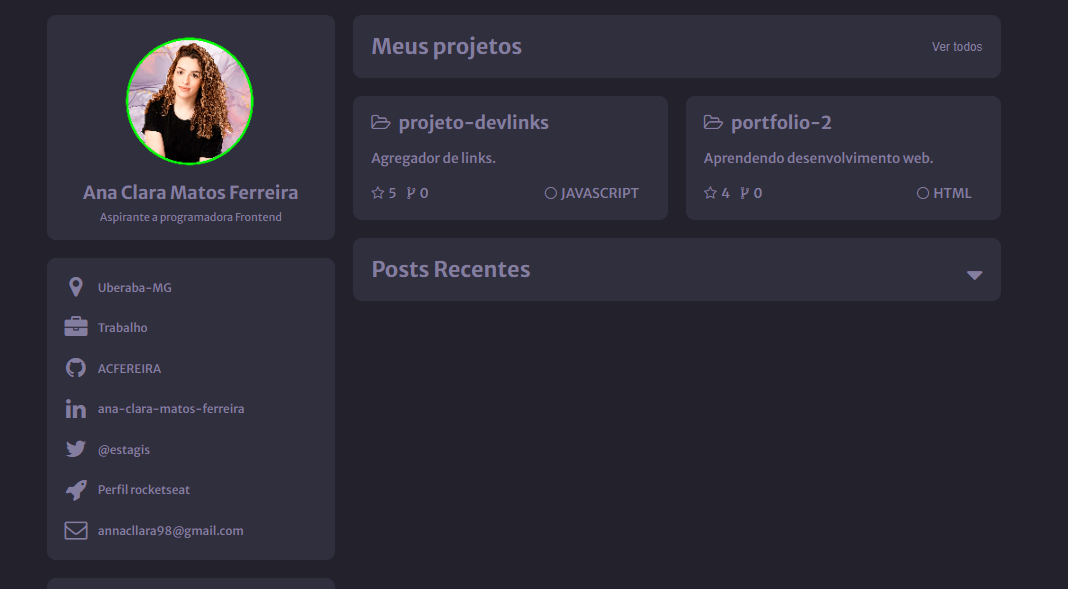 Ana Clara Matos Ferreira
Aspirante a programadora Frontend
Uberaba-MG
Trabalho
ACFEREIRA
ana-clara-matos-ferreira
@estagis
Perfil rocketseat
annacllara98@gmail.com
Meus projetos
Ver todos
projeto-devlinks
Agregador de links.
5 0 JAVASCRIPT
portfolio-2
Aprendendo desenvolvimento web.
4 0 HTML
Posts Recentes